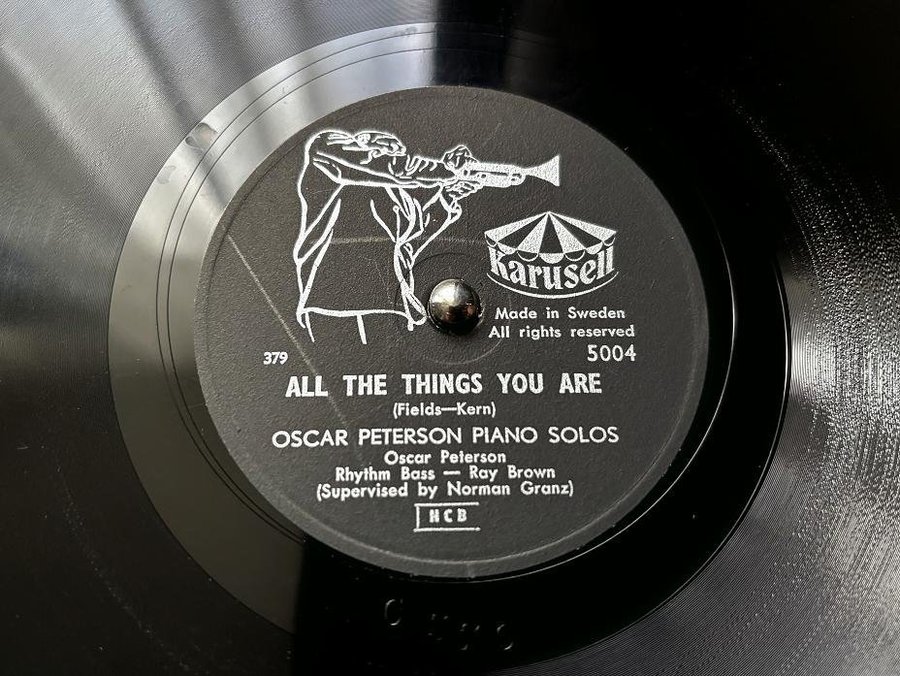 Karusell
Made in Sweden
All rights reserved
379
5004
ALL THE THINGS YOU ARE
(Fields—Kern)
OSCAR PETERSON PIANO SOLOS
Oscar Peterson
Rhythm Bass — Ray Brown
(Supervised by Norman Granz)
HCB